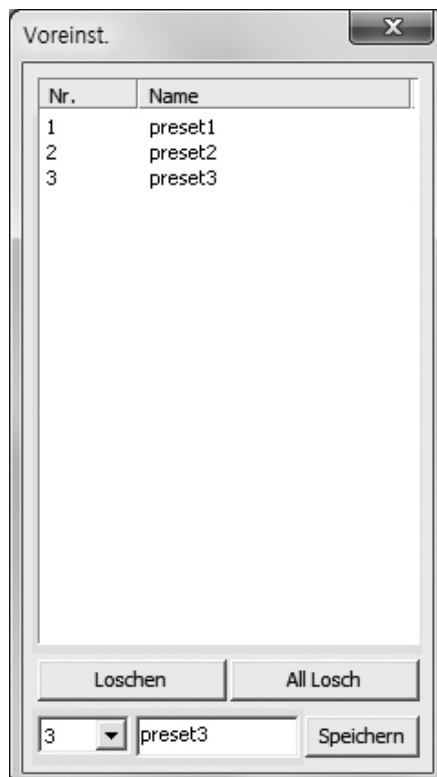 Voreinst.
Nr. Name
1 preset1
2 preset2
3 preset3
Loschen All Losch
3 preset3 Speichern